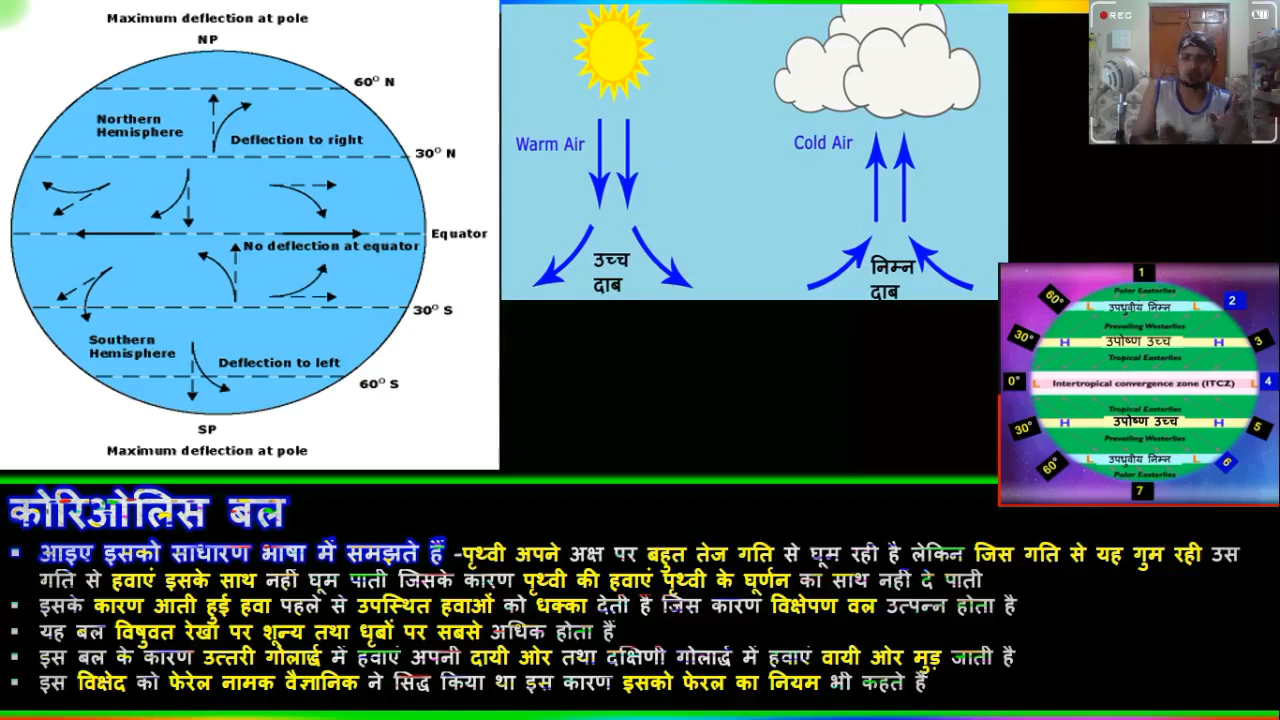 Maximum deflection at pole
NP
60° N
Northern
Hemisphere
Deflection to right
30° N
Equator
No deflection at equator
30° S
Southern
Hemisphere
Deflection to left
60° S
SP
Maximum deflection at pole
Warm Air
उच्च
दाब
Cold Air
निम्न
दाब
REC
1
Polar Easterlies
60°
L उपध्रुवीय निम्न L
2
Prevailing Westerlies
30°
H उपोष्ण उच्च H
3
Tropical Easterlies
0°
L Intertropical convergence zone (ITCZ) L
4
Tropical Easterlies
30°
H उपोष्ण उच्च H
5
Prevailing Westerlies
60°
L उपध्रुवीय निम्न L
6
Polar Easterlies
7
कोरिओलिस बल
▪ आइए इसको साधारण भाषा में समझते हैं -पृथ्वी अपने अक्ष पर बहुत तेज गति से घूम रही है लेकिन जिस गति से यह गुम रही उस
गति से हवाएं इसके साथ नहीं घूम पाती जिसके कारण पृथ्वी की हवाएं पृथ्वी के घूर्णन का साथ नहीं दे पाती
▪ इसके कारण आती हुई हवा पहले से उपस्थित हवाओं को धक्का देती है जिस कारण विक्षेपण वल उत्पन्न होता है
▪ यह बल विषुवत रेखा पर शून्य तथा धृबों पर सबसे अधिक होता हैं
▪ इस बल के कारण उत्तरी गोलार्द्ध में हवाएं अपनी दायी ओर तथा दक्षिणी गोलार्द्ध में हवाएं वायी ओर मुड़ जाती है
▪ इस विक्षेद को फेरेल नामक वैज्ञानिक ने सिद्ध किया था इस कारण इसको फेरल का नियम भी कहते हैं